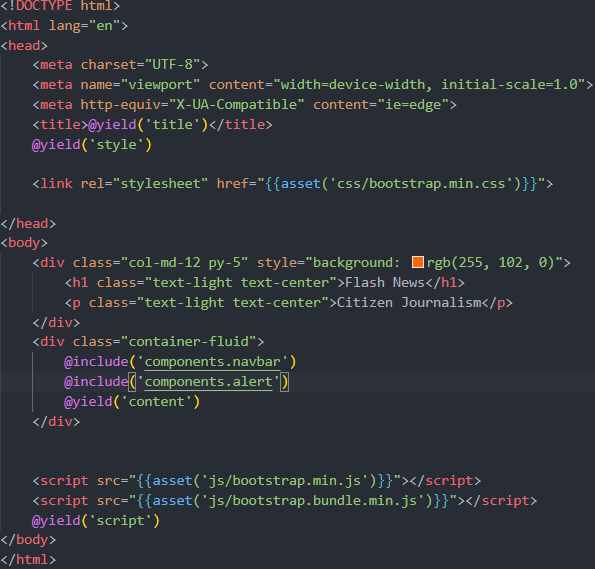 <!DOCTYPE html>
<html lang="en">
<head>
    <meta charset="UTF-8">
    <meta name="viewport" content="width=device-width, initial-scale=1.0">
    <meta http-equiv="X-UA-Compatible" content="ie=edge">
    <title>@yield('title')</title>
    @yield('style')

    <link rel="stylesheet" href="{{asset('css/bootstrap.min.css')}}">

</head>
<body>
    <div class="col-md-12 py-5" style="background: rgb(255, 102, 0)">
        <h1 class="text-light text-center">Flash News</h1>
        <p class="text-light text-center">Citizen Journalism</p>
    </div>
    <div class="container-fluid">
        @include('components.navbar')
        @include('components.alert')
        @yield('content')
    </div>


    <script src="{{asset('js/bootstrap.min.js')}}"></script>
    <script src="{{asset('js/bootstrap.bundle.min.js')}}"></script>
    @yield('script')
</body>
</html>